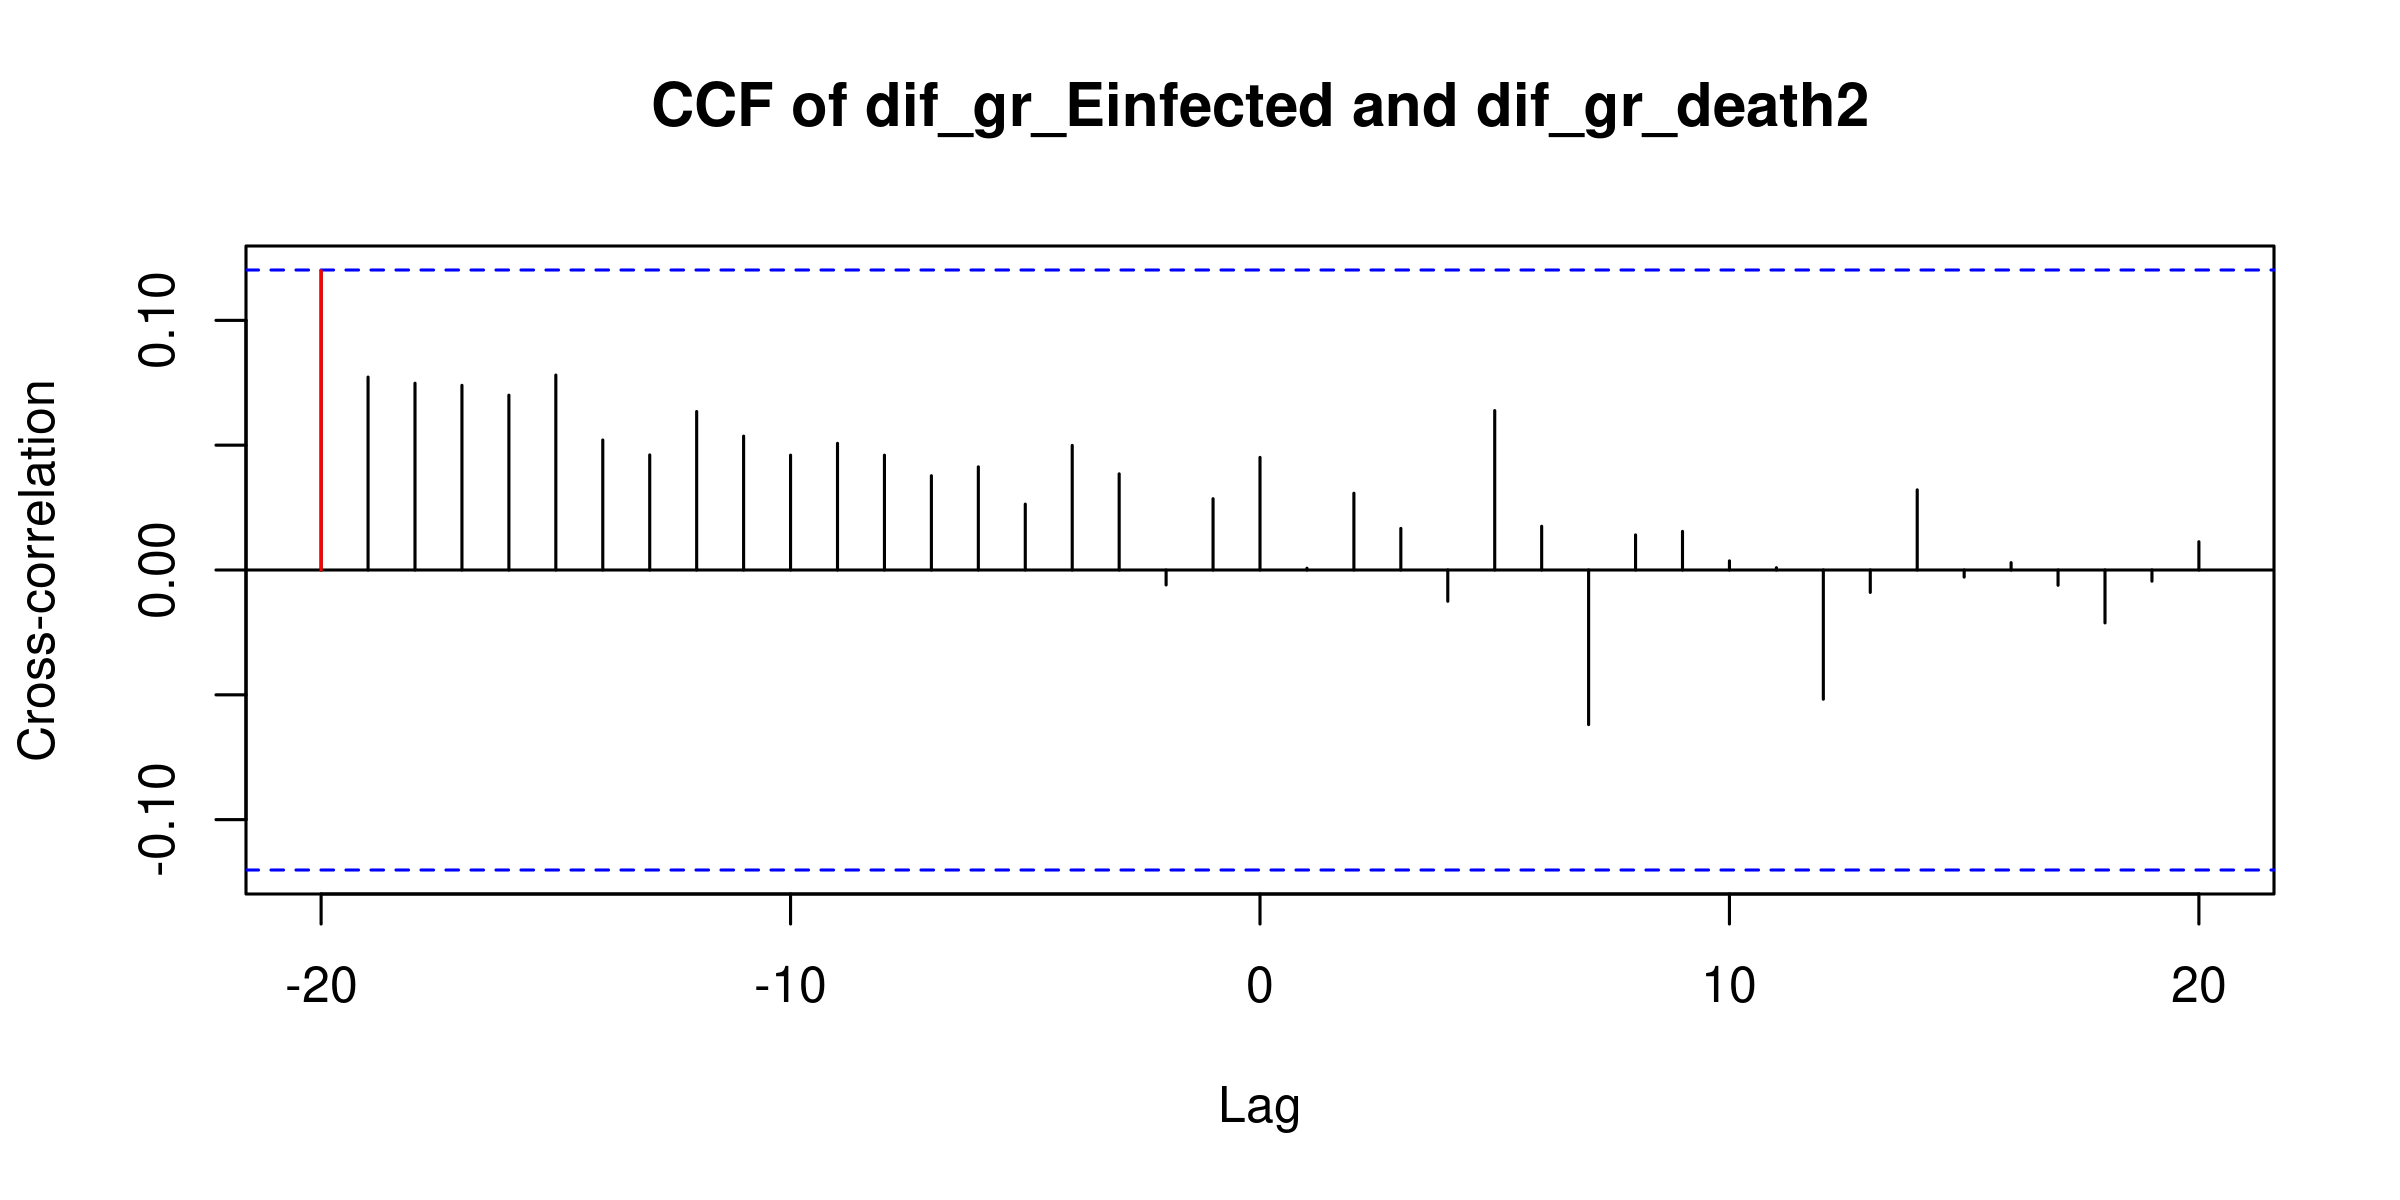 CCF of dif_gr_Einfected and dif_gr_death2
Cross-correlation
0.10
0.00
-0.10
-20 -10 0 10 20
Lag